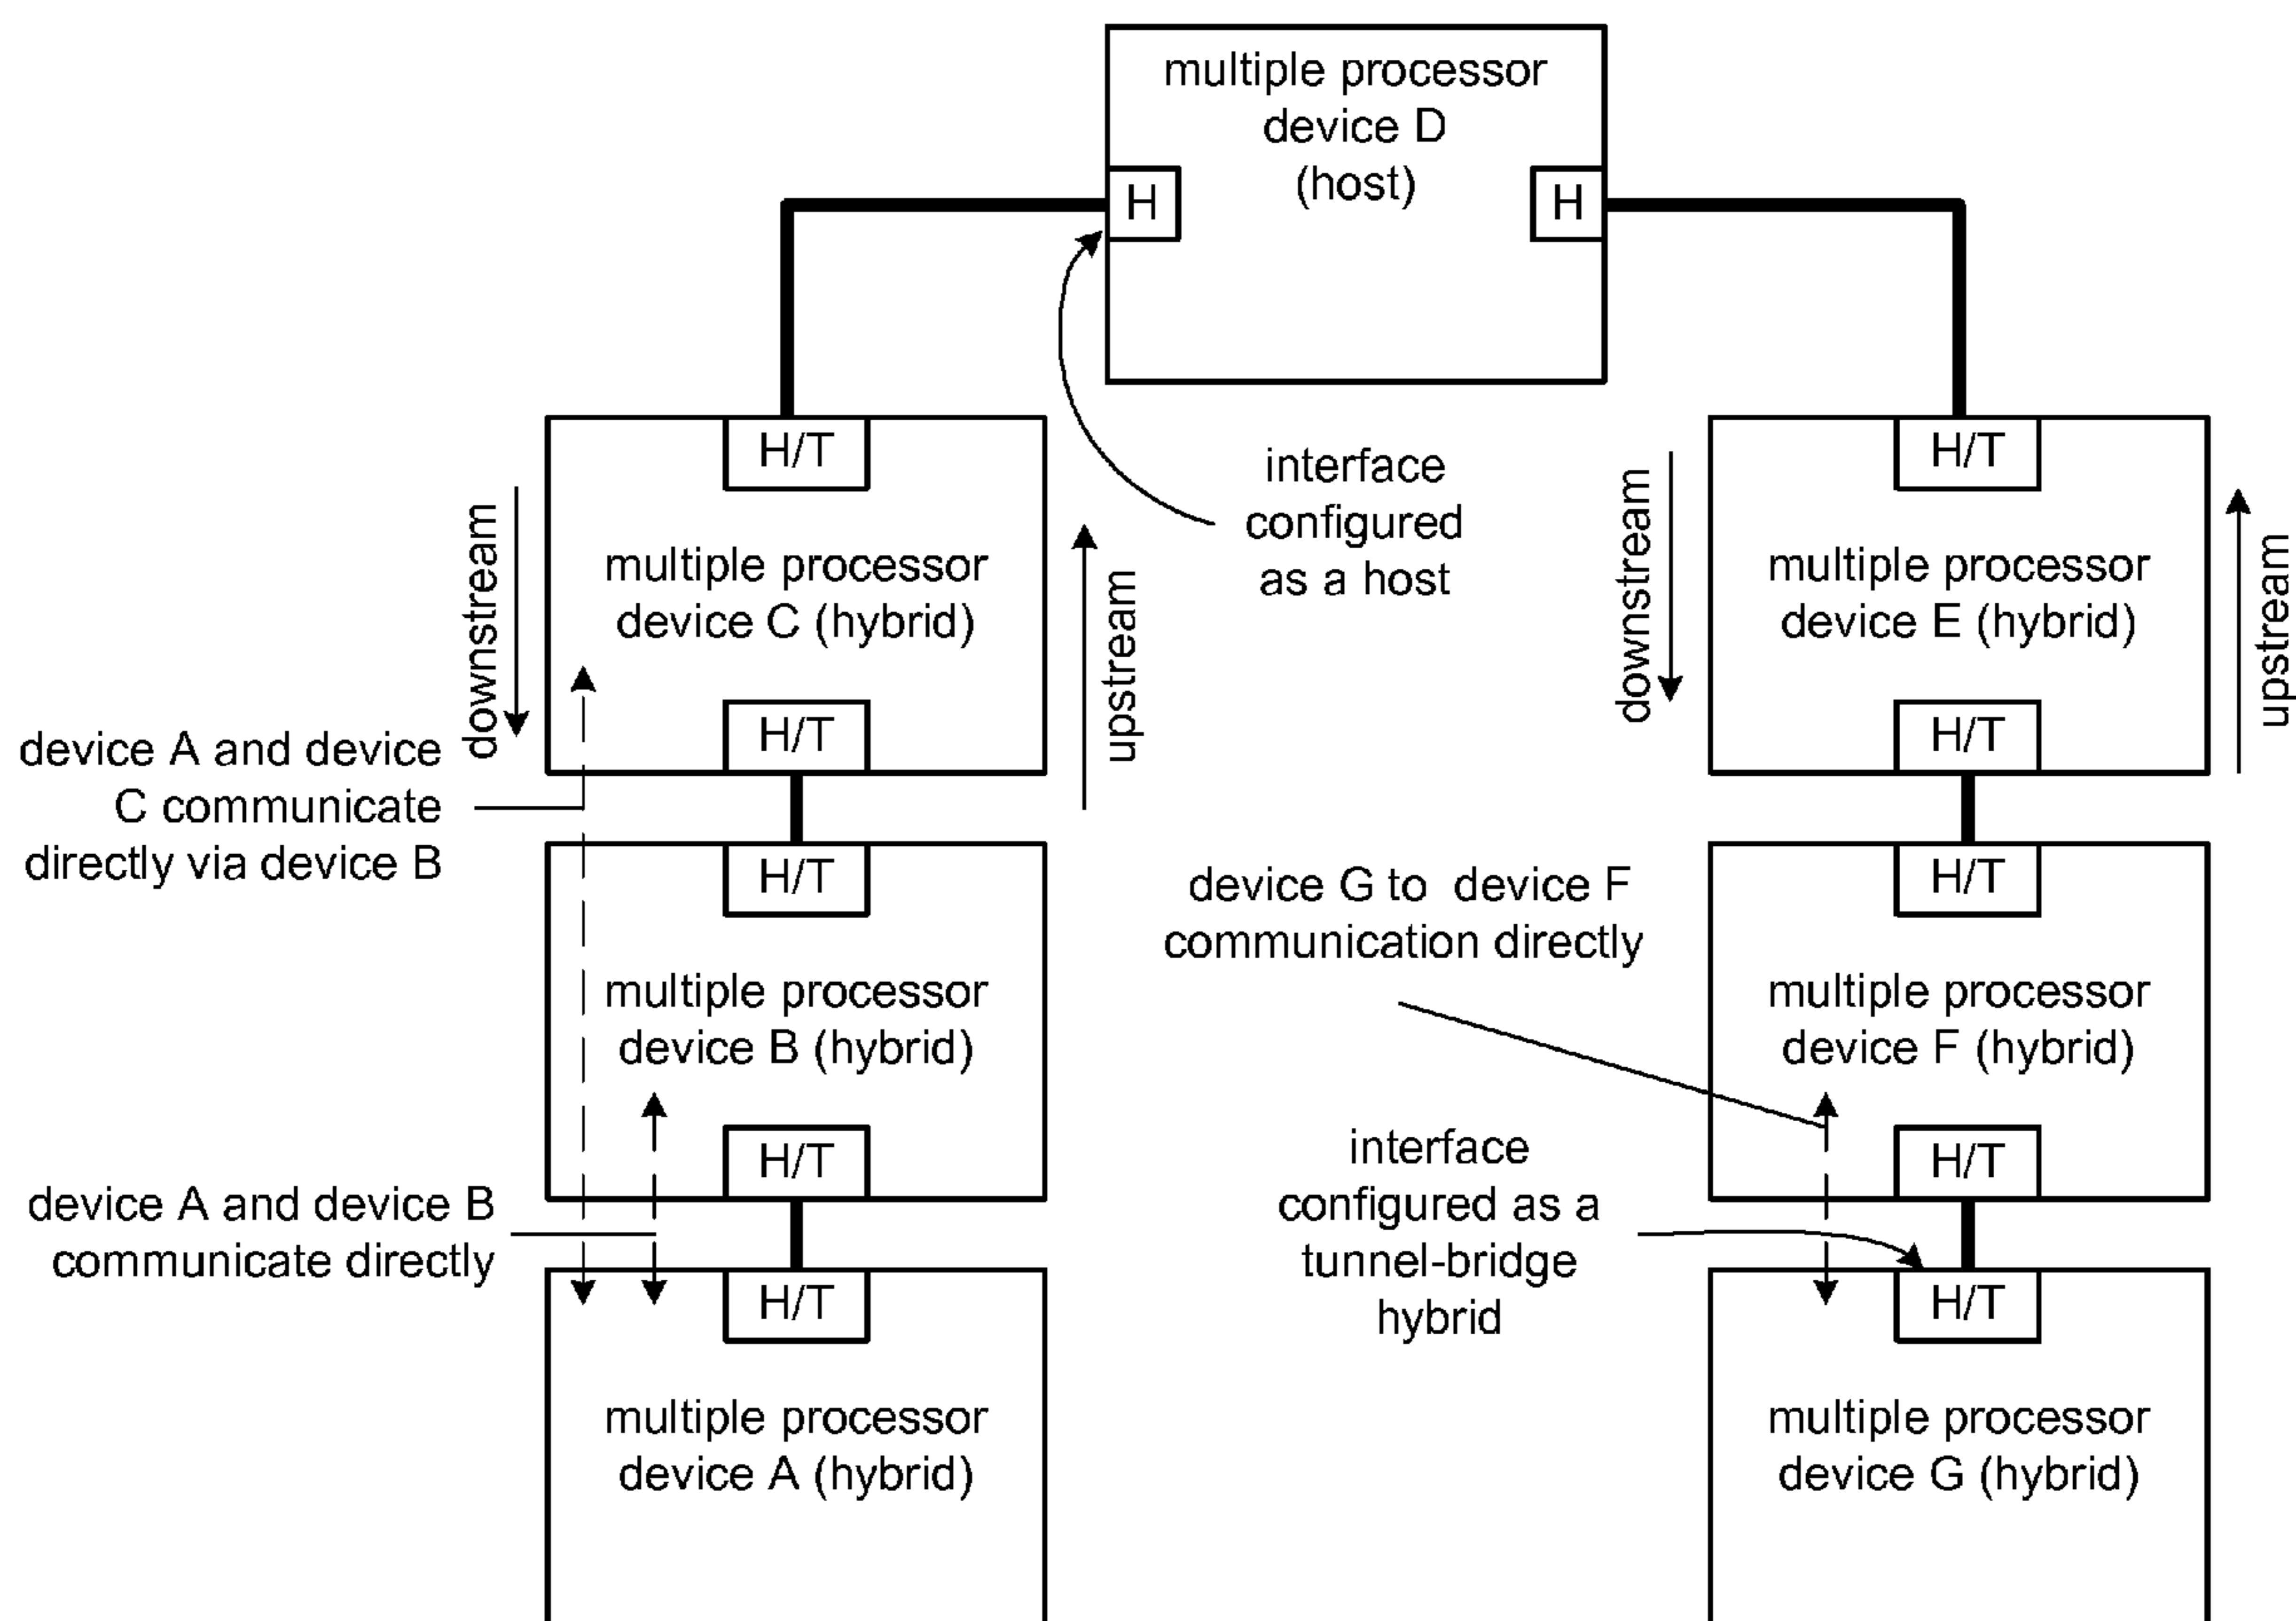 multiple processor
device D
(host)
H
H
H/T
multiple processor
device C (hybrid)
H/T
downstream
upstream
interface
configured
as a host
H/T
multiple processor
device E (hybrid)
H/T
downstream
upstream
device A and device
C communicate
directly via device B
H/T
multiple processor
device B (hybrid)
H/T
device G to device F
communication directly
H/T
multiple processor
device F (hybrid)
H/T
device A and device B
communicate directly
interface
configured as a
tunnel-bridge
hybrid
H/T
multiple processor
device A (hybrid)
H/T
multiple processor
device G (hybrid)